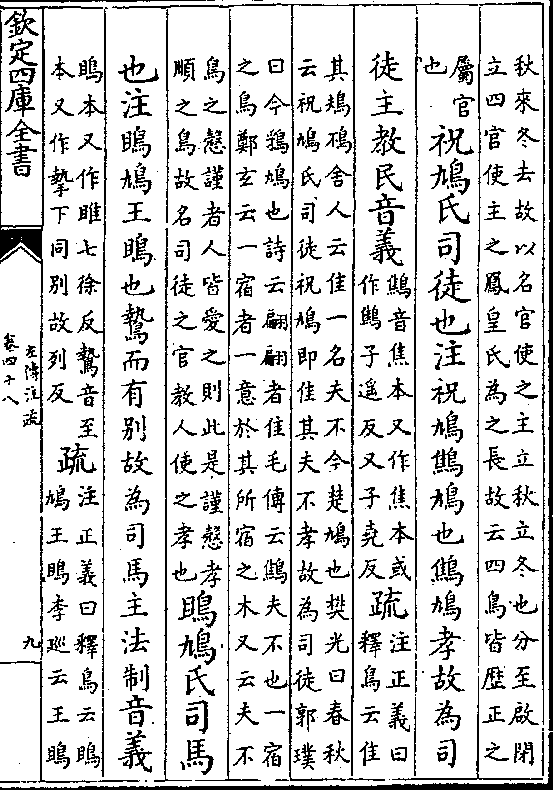 秋來冬去故以名官使之主立秋立冬也分至啟閉
立四官使主之鳳皇氏為之長故云四鳥皆歴正之
屬官
也
祝鳩氏司徒也注祝鳩鷦鳩也鷦鳩孝故為司
徒主教民音義
鷦音焦本又作焦本或
作鷦子遥反又子堯反
疏
注正義曰
釋鳥云佳
其鳺鴀舍人云隹一名夫不今楚鳩也樊光曰春秋
云祝鳩氏司徒祝鳩即隹其夫不孝故為司徒郭璞
曰今鶉鳩也詩云翩翩者隹毛傳云鷦夫不也一宿
之鳥鄭玄云一宿者一意於其所宿之木又云夫不
鳥之慤謹者人皆愛之則此是謹慤孝
順之鳥故名司徒之官教人使之孝也
鴡鳩氏司馬
也注鴡鳩王鴡也鷙而有別故為司馬主法制音義
鴡本又作雎七徐反鷙音至
本又作摯下同別故列反
疏
注正義曰釋鳥云鴡
鳩王鴡李廵云王鴡
欽定四庫全書
左傳注疏
卷四十八
九